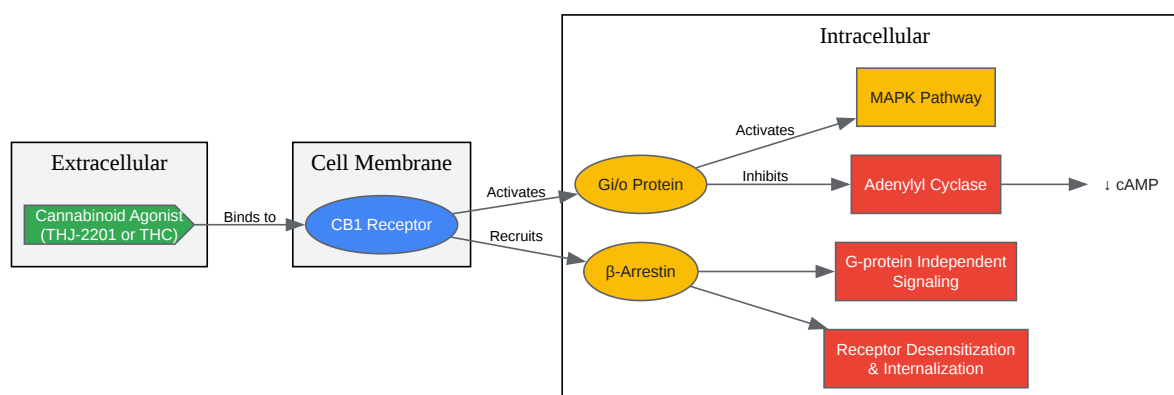 Extracellular
Cannabinoid Agonist
(THJ-2201 or THC)
Binds to
Cell Membrane
CB1 Receptor
Activates
Recruits
Intracellular
Gi/o Protein
β-Arrestin
Activates
Inhibits
MAPK Pathway
Adenylyl Cyclase
↓ cAMP
G-protein Independent
Signaling
Receptor Desensitization
& Internalization